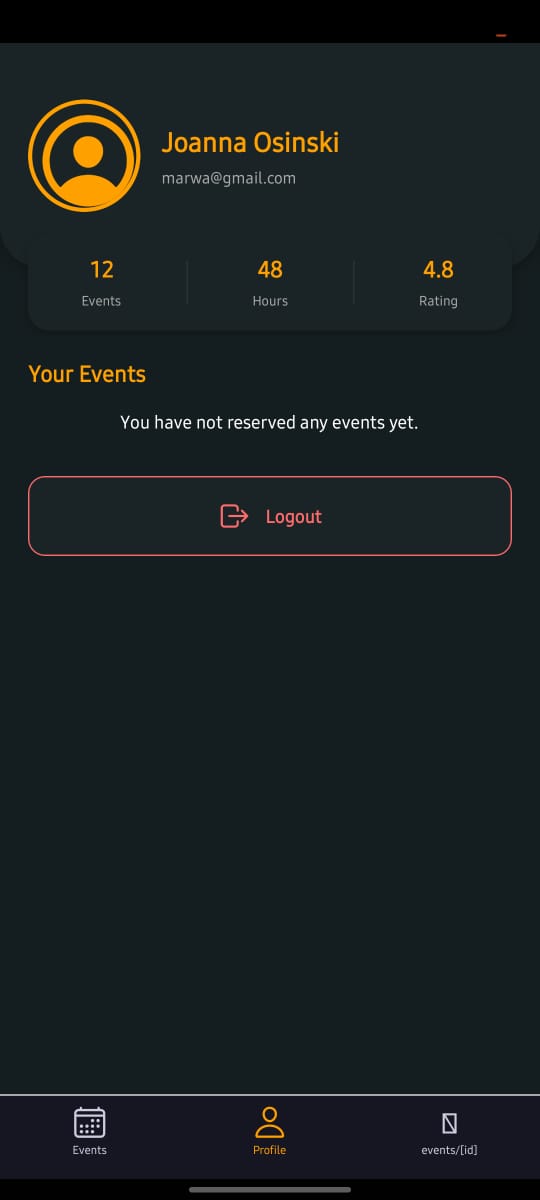 Joanna Osinski
marwa@gmail.com
12 48 4.8
Events Hours Rating
Your Events
You have not reserved any events yet.
Logout
Events Profile events/[id]